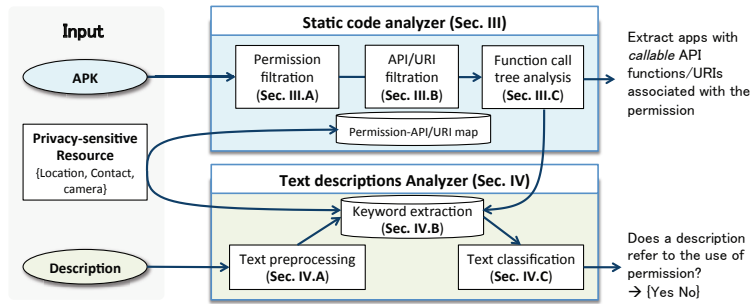 Input
APK
Privacy-sensitive
Resource
{Location, Contact,
camera}
Description
Static code analyzer (Sec. III)
Permission
filtration
(Sec. III.A)
API/URI
filtration
(Sec. III.B)
Function call
tree analysis
(Sec. III.C)
Permission-API/URI map
Extract apps with
callable API
functions/URIs
associated with the
permission
Text descriptions Analyzer (Sec. IV)
Keyword extraction
(Sec. IV.B)
Text preprocessing
(Sec. IV.A)
Text classification
(Sec. IV.C)
Does a description
refer to the use of
permission?
→ {Yes No}